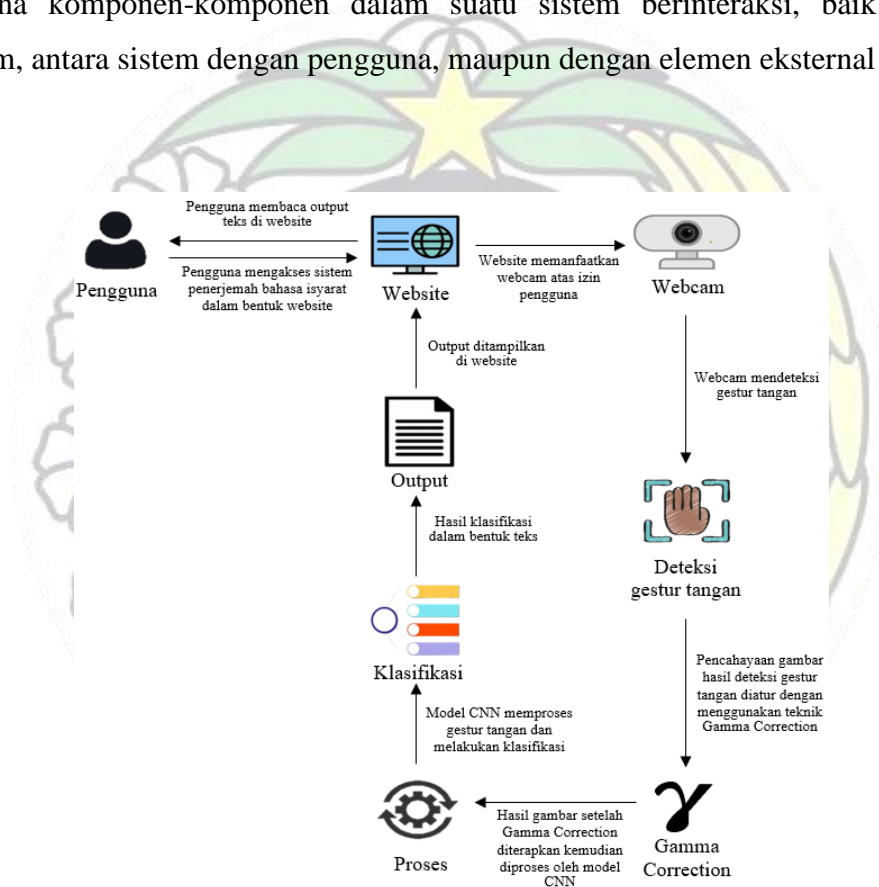 komponen-komponen dalam suatu sistem berinteraksi, baik
antara sistem dengan pengguna, maupun dengan elemen eksternal
Pengguna membaca output
teks di website
Pengguna mengakses sistem
penerjemah bahasa isyarat
dalam bentuk website
Pengguna
Website
Website memanfaatkan
webcam atas izin
pengguna
Webcam
Output ditampilkan
di website
Webcam mendeteksi
gestur tangan
Output
Hasil klasifikasi
dalam bentuk teks
Deteksi
gestur tangan
Klasifikasi
Pencahayaan gambar
hasil deteksi gestur
tangan diatur dengan
menggunakan teknik
Gamma Correction
Model CNN memproses
gestur tangan dan
melakukan klasifikasi
Proses
Hasil gambar setelah
Gamma Correction
diterapkan kemudian
diproses oleh model
CNN
γ
Gamma
Correction